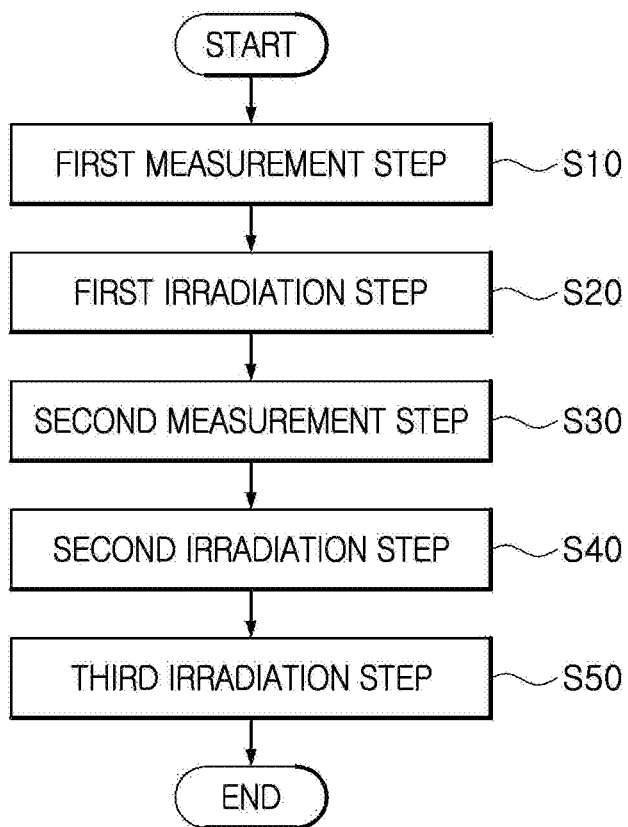 START
FIRST MEASUREMENT STEP S10
FIRST IRRADIATION STEP S20
SECOND MEASUREMENT STEP S30
SECOND IRRADIATION STEP S40
THIRD IRRADIATION STEP S50
END